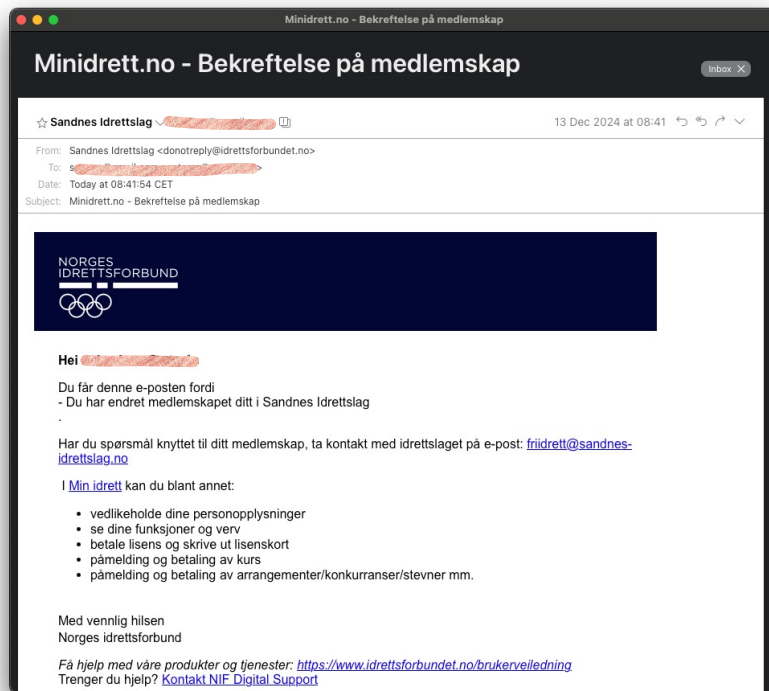 Minidrett.no - Bekreftelse på medlemskap
Minidrett.no - Bekreftelse på medlemskap
Inbox
Sandnes Idrettslag
13 Dec 2024 at 08:41
From: Sandnes Idrettslag <donotreply@idrettsforbundet.no>
To: s
Date: Today at 08:41:54 CET
Subject: Minidrett.no - Bekreftelse på medlemskap
NORGES
IDRETTSFORBUND
Hei
Du får denne e-posten fordi
- Du har endret medlemskapet ditt i Sandnes Idrettslag
.
Har du spørsmål knyttet til ditt medlemskap, ta kontakt med idrettslaget på e-post: friidrett@sandnes-
idrettslag.no
I Min idrett kan du blant annet:
• vedlikeholde dine personopplysninger
• se dine funksjoner og verv
• betale lisens og skrive ut lisenskort
• påmelding og betaling av kurs
• påmelding og betaling av arrangementer/konkurranser/stevner mm.
Med vennlig hilsen
Norges idrettsforbund
Få hjelp med våre produkter og tjenester: https://www.idrettsforbundet.no/brukerveiledning
Trenger du hjelp? Kontakt NIF Digital Support